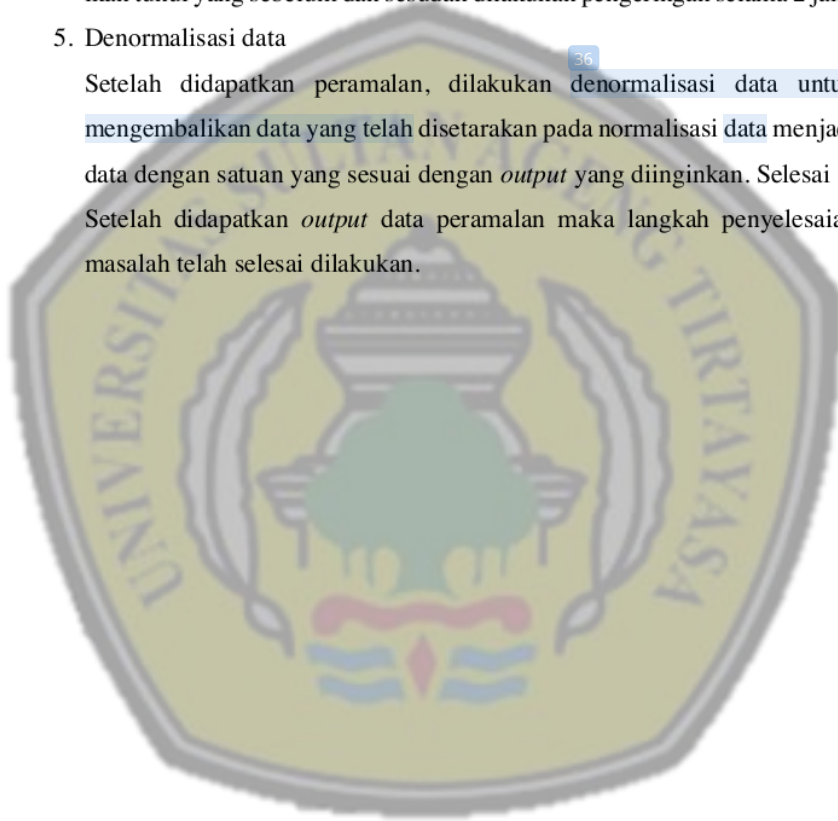 5. Denormalisasi data
36
Setelah didapatkan peramalan, dilakukan denormalisasi data untu
mengembalikan data yang telah disetarakan pada normalisasi data menja
data dengan satuan yang sesuai dengan output yang diinginkan. Selesai
Setelah didapatkan output data peramalan maka langkah penyelesaia
masalah telah selesai dilakukan.
UNIVERSITAS SULTAN AGENG TIRTAYASA